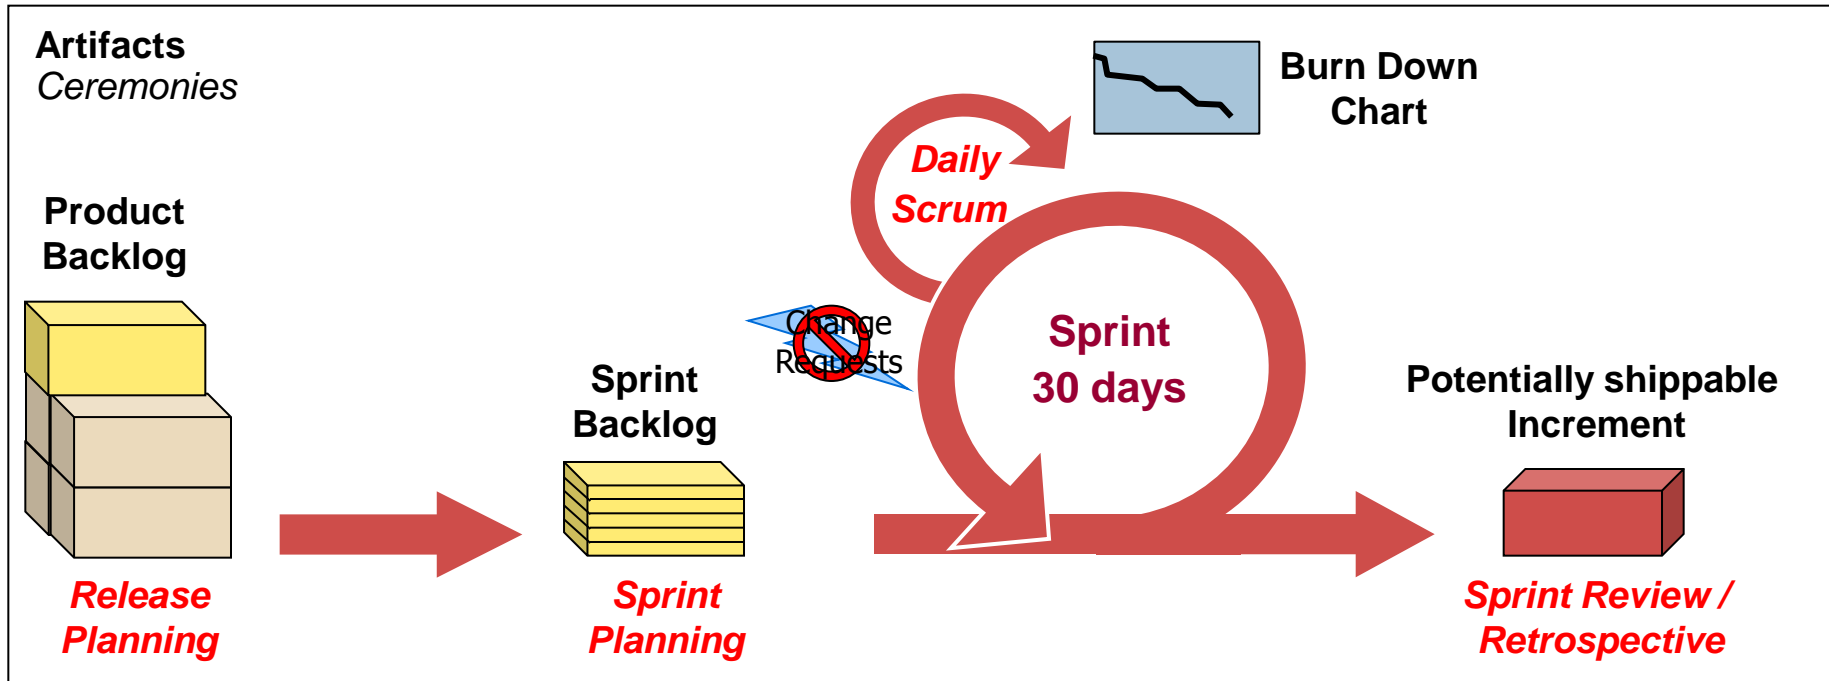 Artifacts
Ceremonies
Burn Down
Chart
Daily
Scrum
Product
Backlog
Change
Requests
Sprint
30 days
Sprint
Backlog
Potentially shippable
Increment
Release
Planning
Sprint
Planning
Sprint Review /
Retrospective